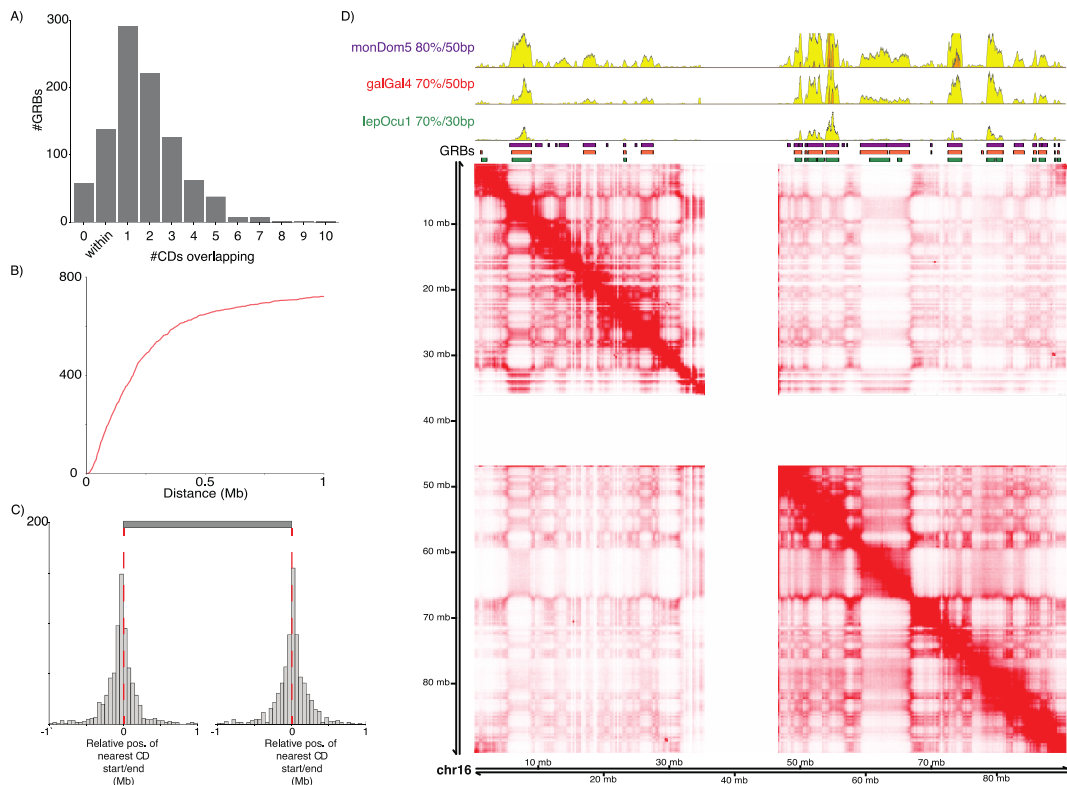 A)
300
200
100
0
#GRBs
0
within
1
2
3
4
5
6
7
8
9
10
#CDs overlapping
B)
800
400
0
0
0.5
1
Distance (Mb)
C)
200
-1
0
1
Relative pos. of
nearest CD
start/end
(Mb)
-1
0
1
Relative pos. of
nearest CD
start/end
(Mb)
D)
monDom5 80%/50bp
galGal4 70%/50bp
lepOcu1 70%/30bp
GRBs
10 mb
20 mb
30 mb
40 mb
50 mb
60 mb
70 mb
80 mb
chr16
10 mb
20 mb
30 mb
40 mb
50 mb
60 mb
70 mb
80 mb